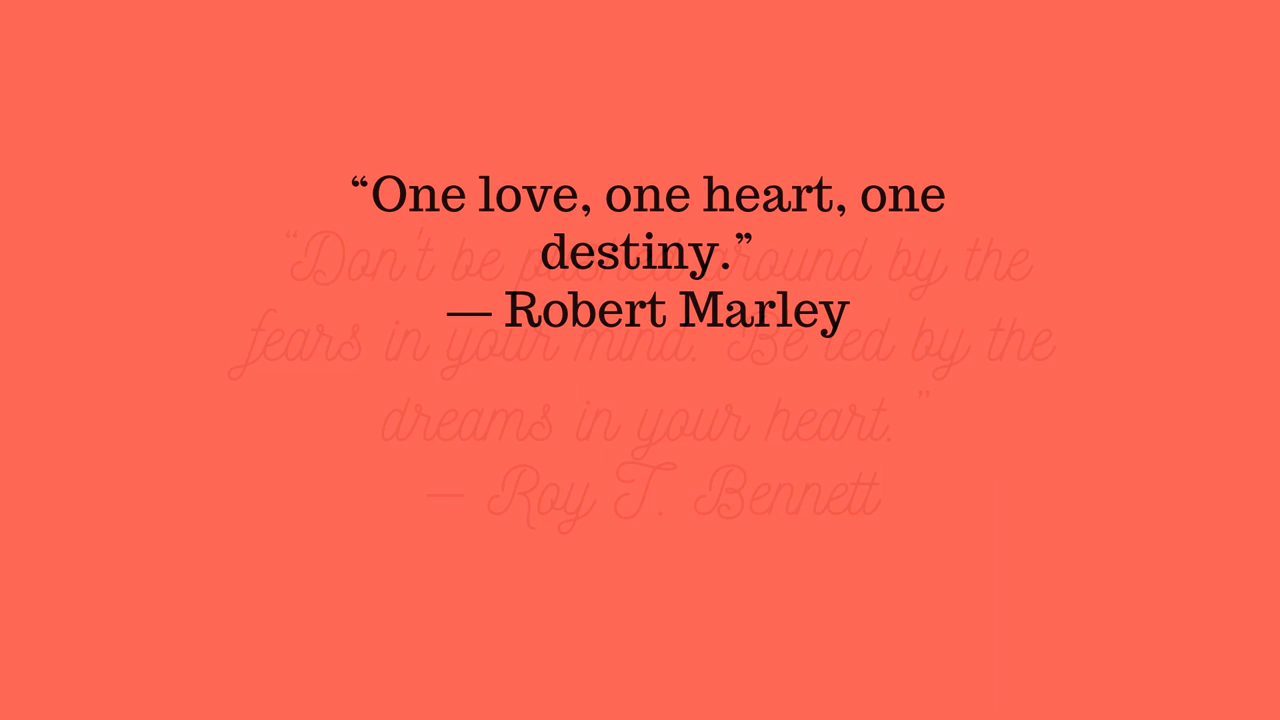 “One love, one heart, one
destiny.”
— Robert Marley
“Don't be pushed around by the
fears in your mind. Be led by the
dreams in your heart. ”
— Roy T. Bennett